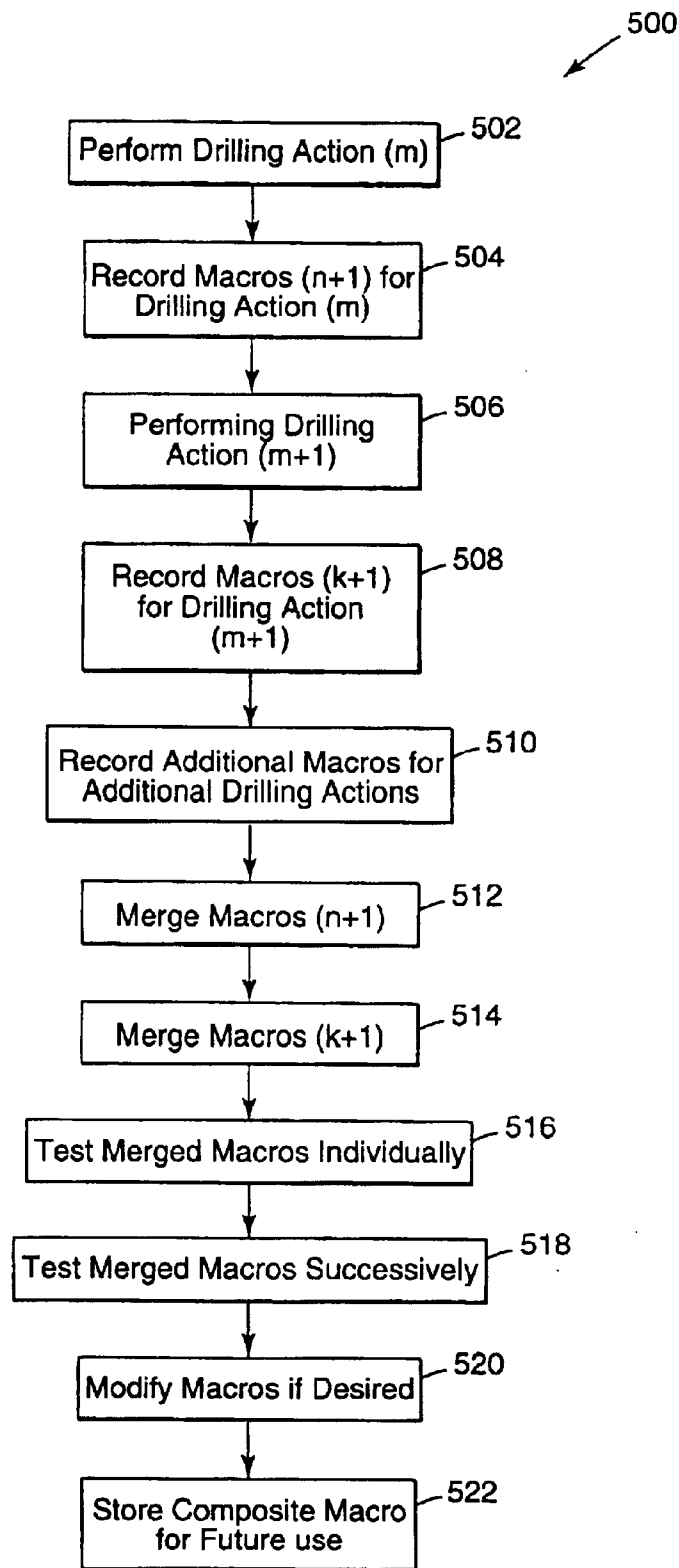 500
Perform Drilling Action (m)
502
Record Macros (n+1) for
Drilling Action (m)
504
Performing Drilling
Action (m+1)
506
Record Macros (k+1)
for Drilling Action
(m+1)
508
Record Additional Macros for
Additional Drilling Actions
510
Merge Macros (n+1)
512
Merge Macros (k+1)
514
Test Merged Macros Individually
516
Test Merged Macros Successively
518
Modify Macros if Desired
520
Store Composite Macro
for Future use
522